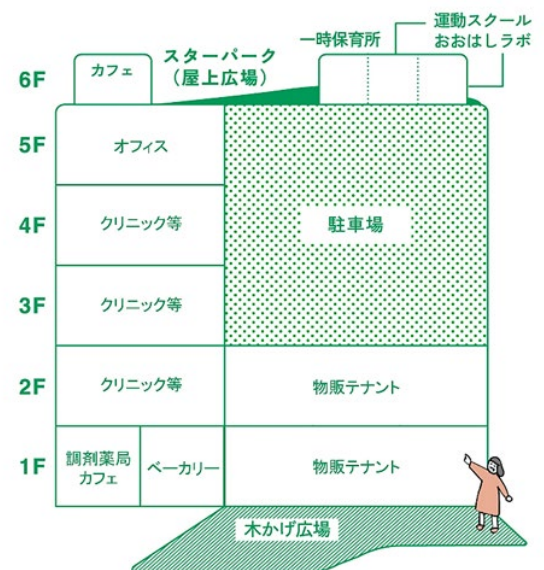 運動スクール
おおはしラボ
一時保育所
スターパーク
（屋上広場）
6F
カフェ
5F
オフィス
4F
クリニック等
駐車場
3F
クリニック等
2F
クリニック等
物販テナント
1F
調剤薬局
カフェ
ベーカリー
物販テナント
木かげ広場